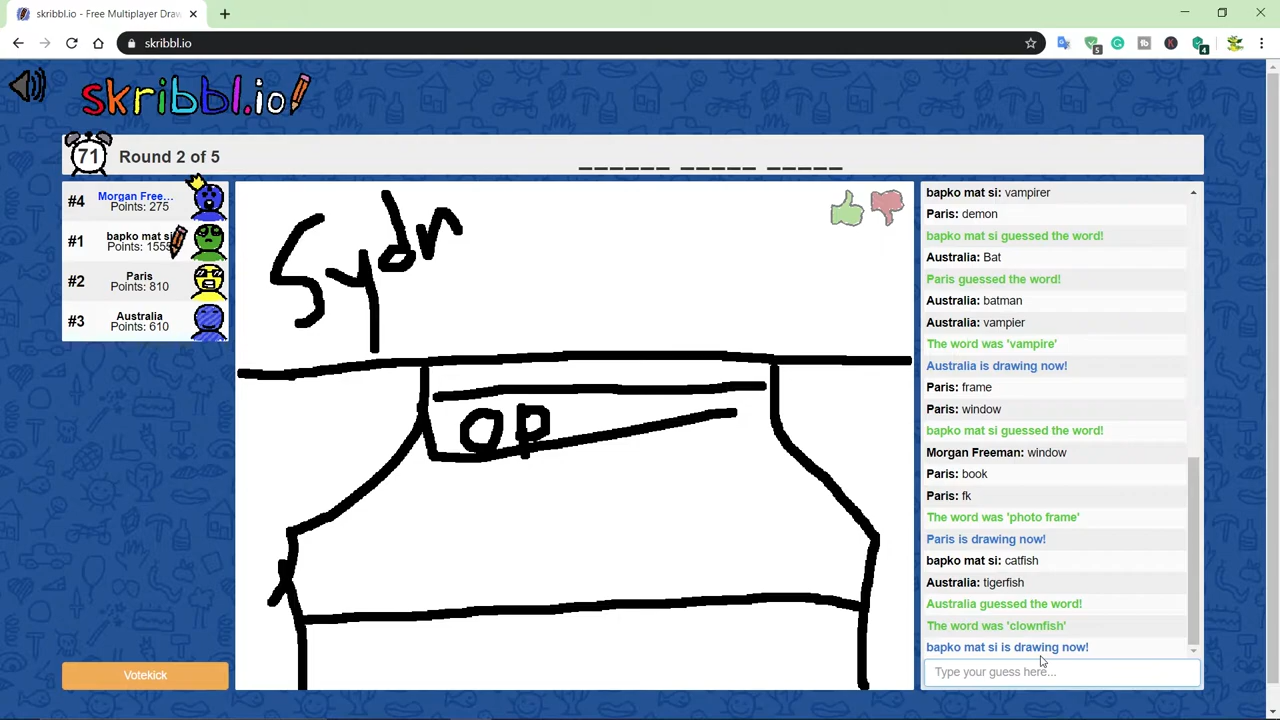 skribbl.io - Free Multiplayer Draw
skribbl.io
5
4
skribbl.io
71
Round 2 of 5
______ _____ _____
#4
Morgan Free...
Points: 275
#1
bapko mat si
Points: 1555
#2
Paris
Points: 810
#3
Australia
Points: 610
Votekick
Sydn
OP
bapko mat si: vampirer
Paris: demon
bapko mat si guessed the word!
Australia: Bat
Paris guessed the word!
Australia: batman
Australia: vampier
The word was 'vampire'
Australia is drawing now!
Paris: frame
Paris: window
bapko mat si guessed the word!
Morgan Freeman: window
Paris: book
Paris: fk
The word was 'photo frame'
Paris is drawing now!
bapko mat si: catfish
Australia: tigerfish
Australia guessed the word!
The word was 'clownfish'
bapko mat si is drawing now!
Type your guess here...